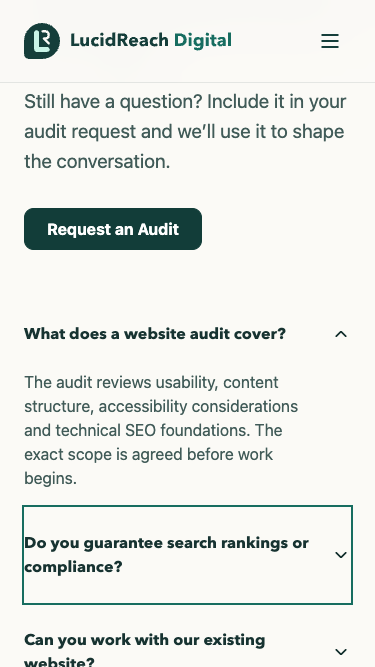 LucidReach Digital
Still have a question? Include it in your
audit request and we’ll use it to shape
the conversation.
Request an Audit
What does a website audit cover?
The audit reviews usability, content
structure, accessibility considerations
and technical SEO foundations. The
exact scope is agreed before work
begins.
Do you guarantee search rankings or
compliance?
Can you work with our existing
website?